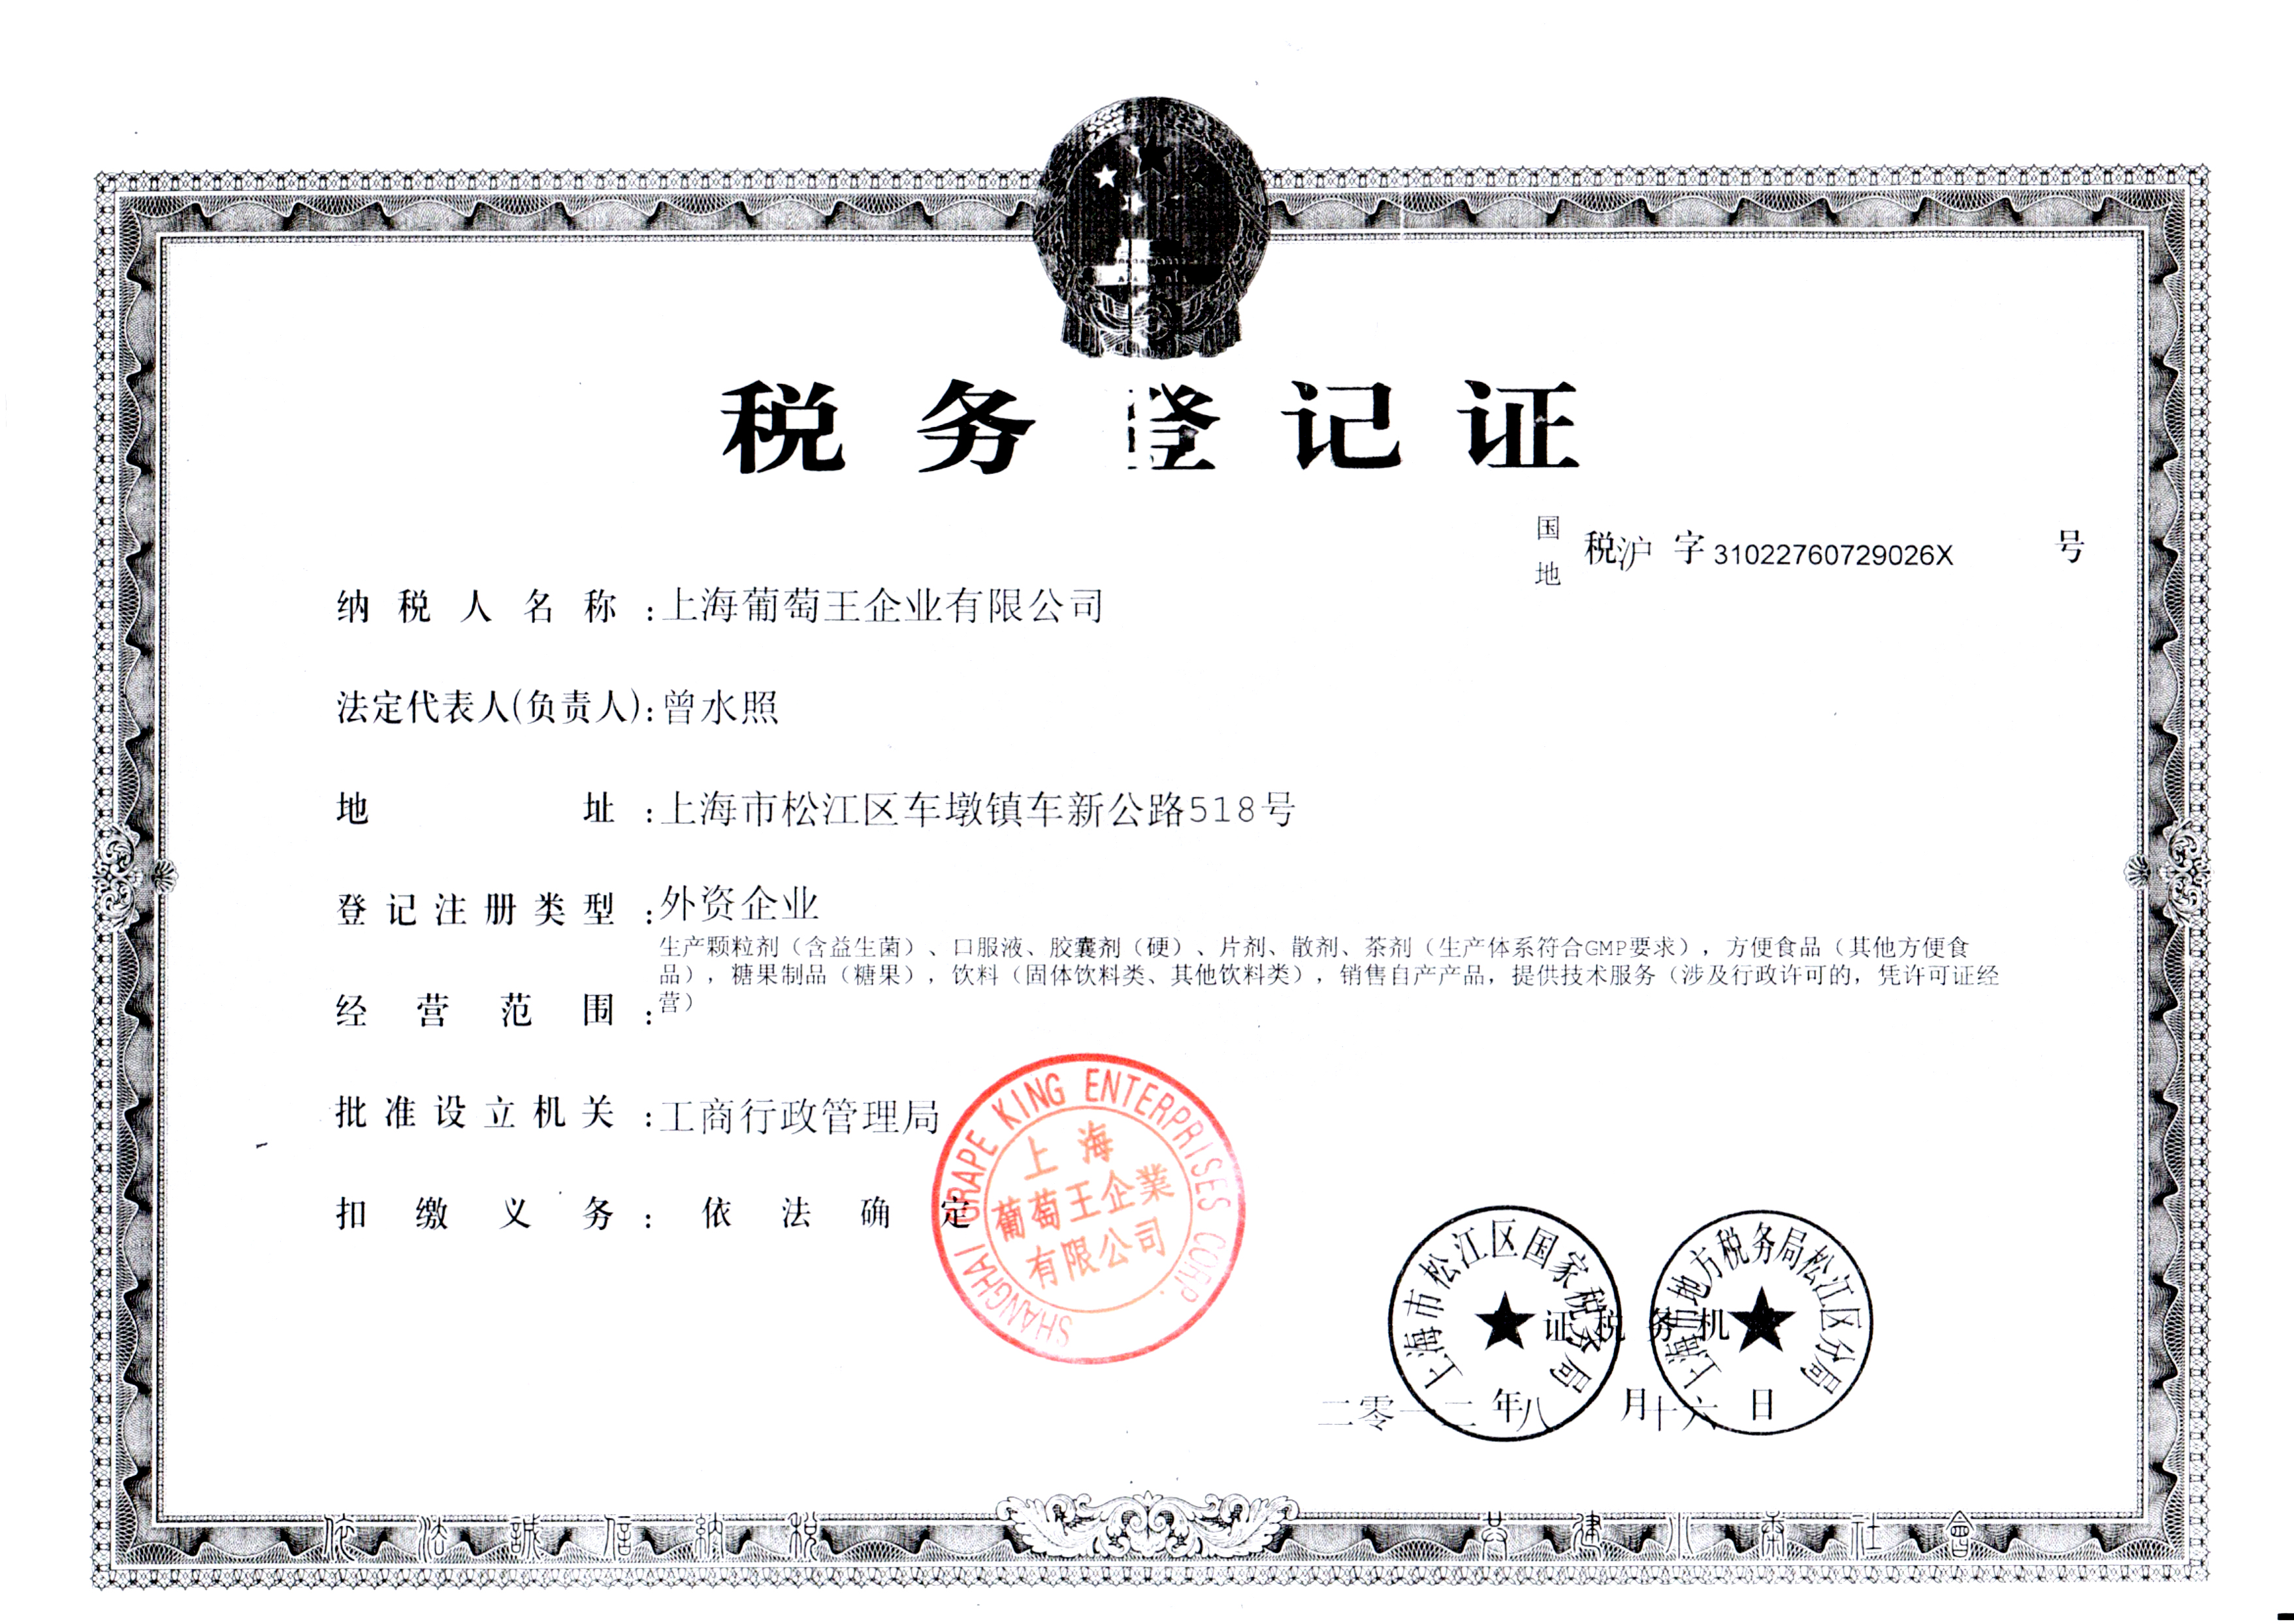 税务登记证
国
地
税沪 字 31022760729026X 号
纳税人名称：上海葡萄王企业有限公司
法定代表人(负责人)：曾水照
地址：上海市松江区车墩镇车新公路518号
登记注册类型：外资企业
生产颗粒剂（含益生菌）、口服液、胶囊剂（硬）、片剂、散剂、茶剂（生产体系符合GMP要求），方便食品（其他方便食
品），糖果制品（糖果），饮料（固体饮料类、其他饮料类），销售自产产品，提供技术服务（涉及行政许可的，凭许可证经
经营范围：营）
批准设立机关：工商行政管理局
扣缴义务：依法确定
SHANGHAI GRAPE KING ENTERPRISES CORP.
上海
葡萄王企業
有限公司
上海市松江区国家税务局
上海市地方税务局松江区分局
证税务机
二零一二年八月十六日
依法誠信納税
共建小康社會